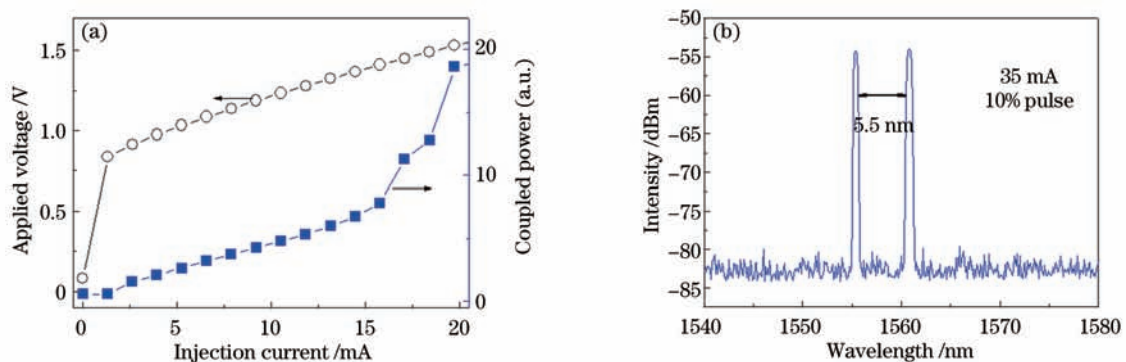 (a)
1.5
1.0
0.5
0
Applied voltage /V
0 5 10 15 20
Injection current /mA
20
10
0
Coupled power (a.u.)
(b)
-50
-55
-60
-65
-70
-75
-80
-85
Intensity /dBm
35 mA
10% pulse
5.5 nm
1540 1550 1560 1570 1580
Wavelength /nm